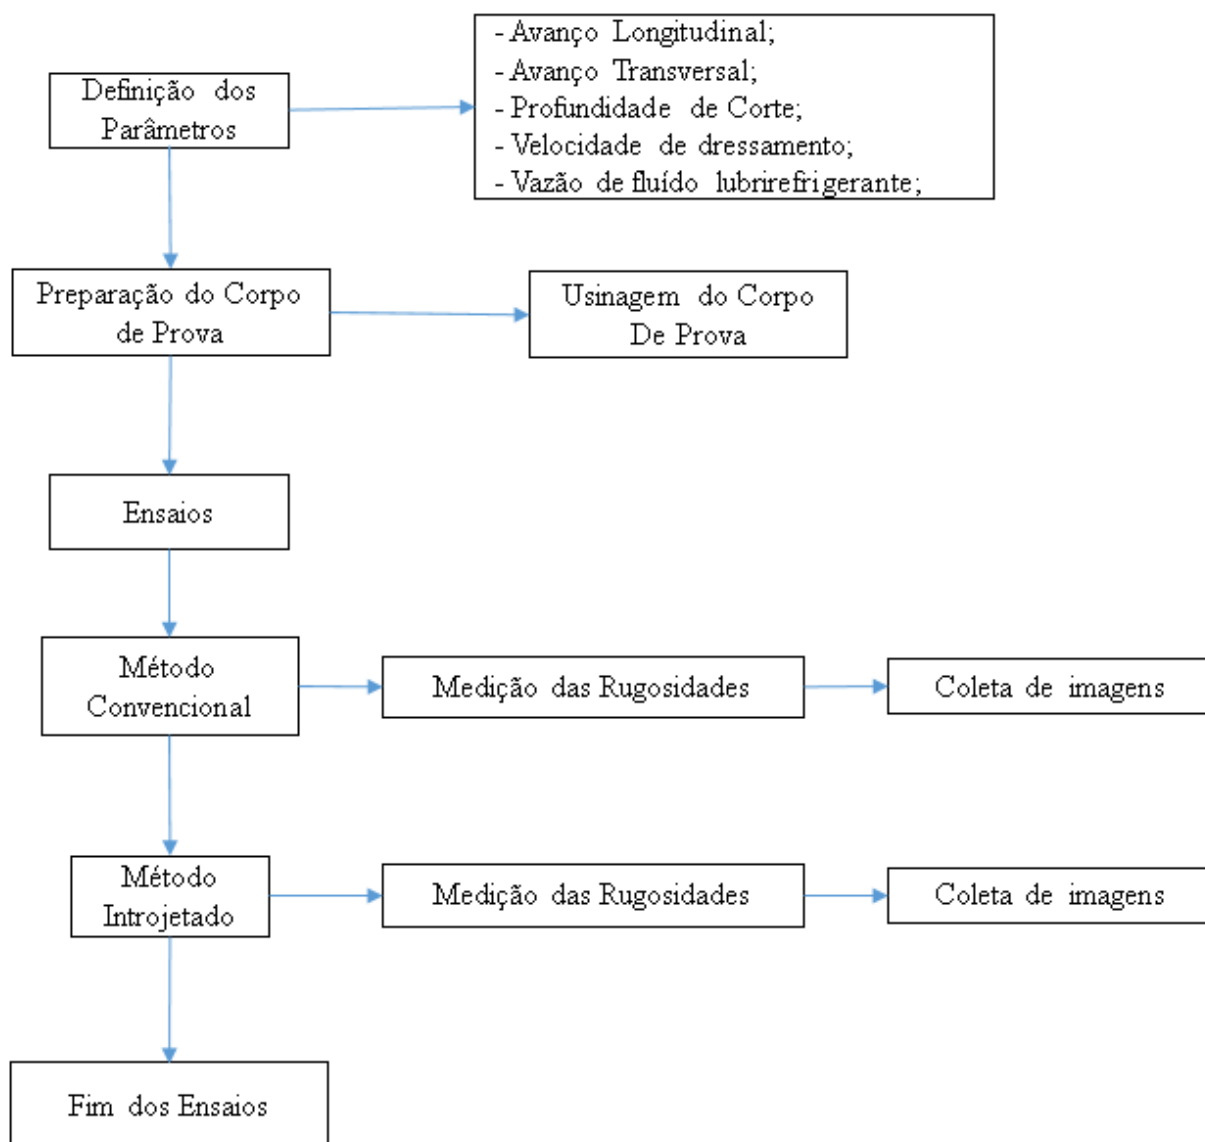 Definição dos
Parâmetros
- Avanço Longitudinal;
- Avanço Transversal;
- Profundidade de Corte;
- Velocidade de dressamento;
- Vazão de fluído lubrirefrigerante;
Preparação do Corpo
de Prova
Usinagem do Corpo
De Prova
Ensaios
Método
Convencional
Medição das Rugosidades
Coleta de imagens
Método
Introjetado
Medição das Rugosidades
Coleta de imagens
Fim dos Ensaios